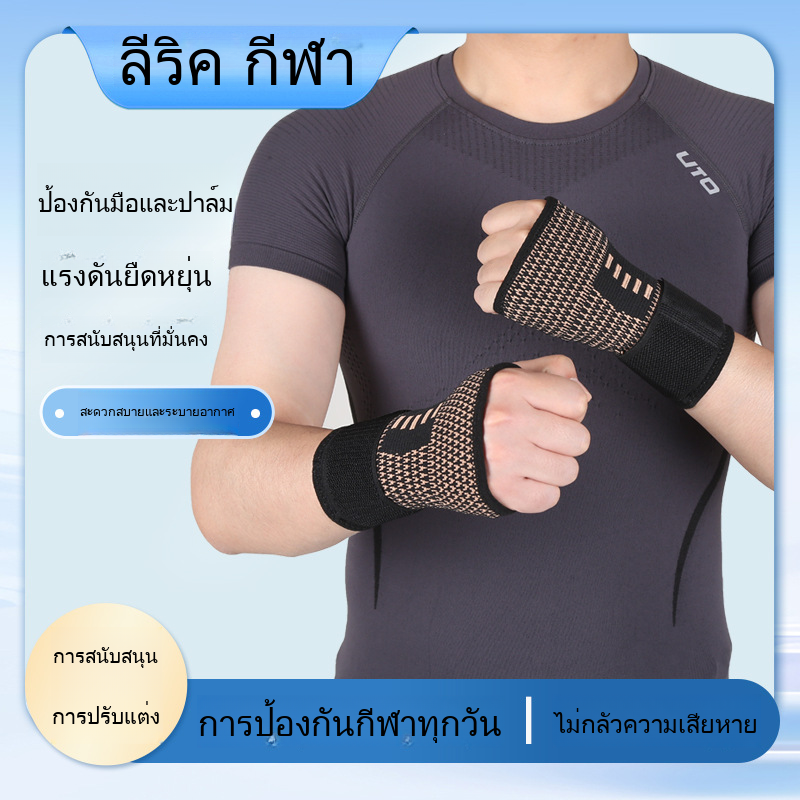 ลีริค กีฬา
UTO
ป้องกันมือและปาล์ม
แรงดันยืดหยุ่น
การสนับสนุนที่มั่นคง
สะดวกสบายและระบายอากาศ
การสนับสนุน
การปรับแต่ง
การป้องกันกีฬาทุกวัน
ไม่กลัวความเสียหาย